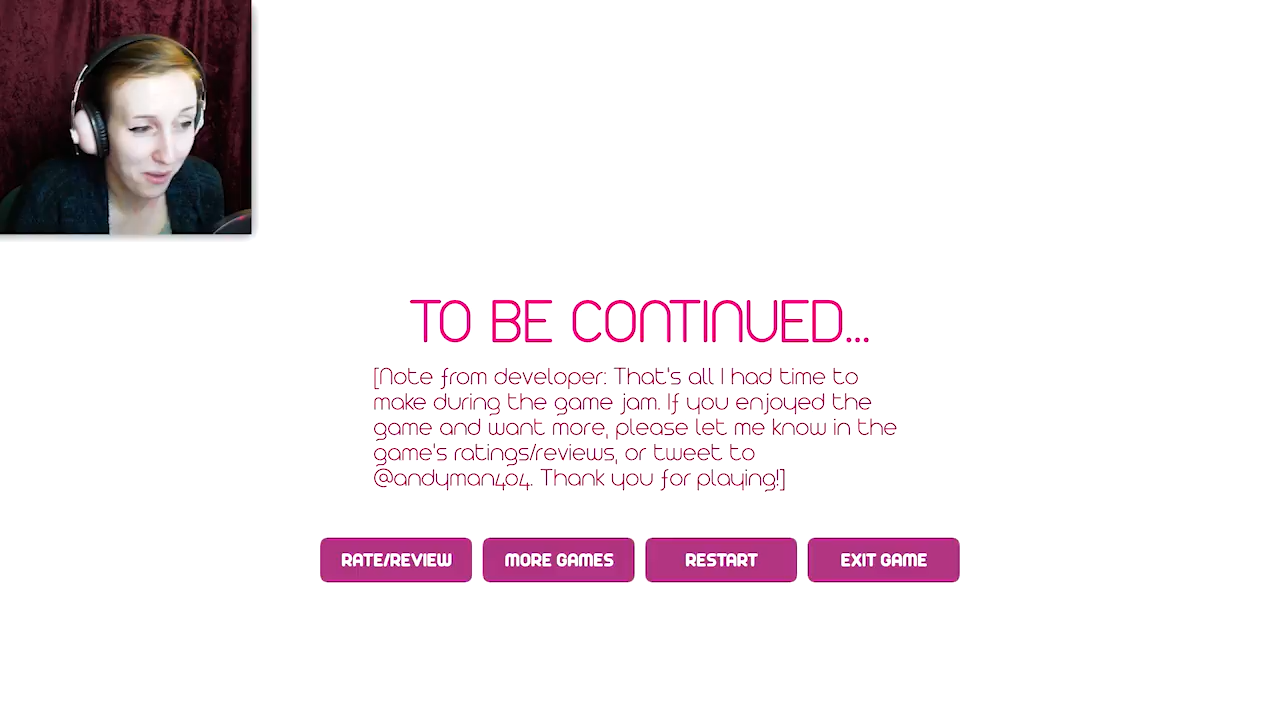 TO BE CONTINUED...
[Note from developer: That's all I had time to
make during the game jam. If you enjoyed the
game and want more, please let me know in the
game's ratings/reviews, or tweet to
@andyman404. Thank you for playing!]
RATE/REVIEW
MORE GAMES
RESTART
EXIT GAME